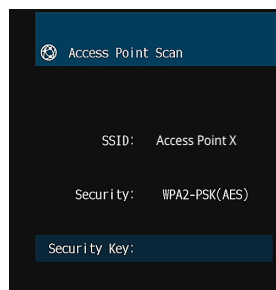 Access Point Scan
SSID: Access Point X
Security: WPA2-PSK(AES)
Security Key: